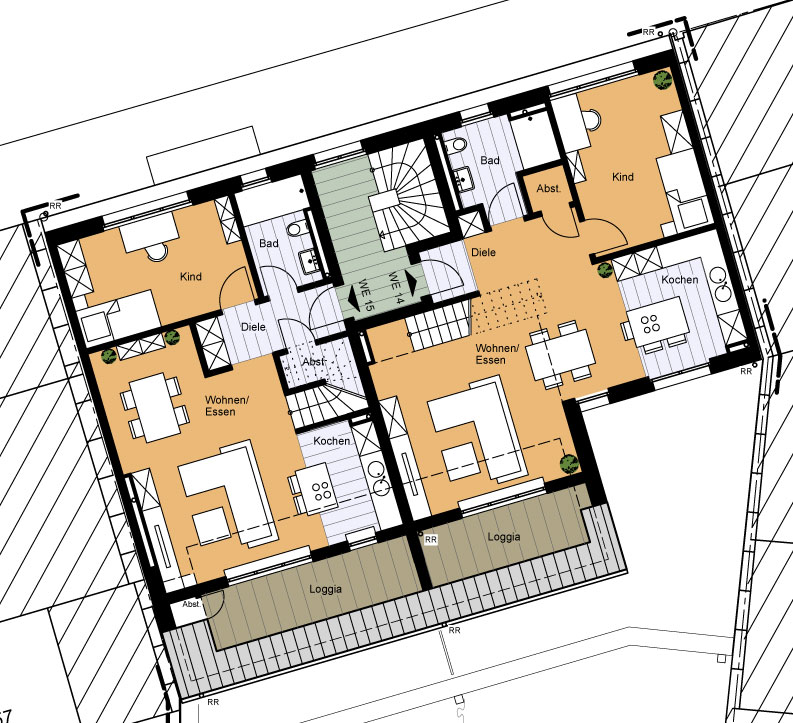 RR
Bad
Abst.
Kind
RR
Bad
Kind
Diele
Kochen
WE 15
WE 14
Diele
Wohnen/
Essen
Abst.
RR
Wohnen/
Essen
Kochen
RR
Loggia
Loggia
Abst.
RR
RR